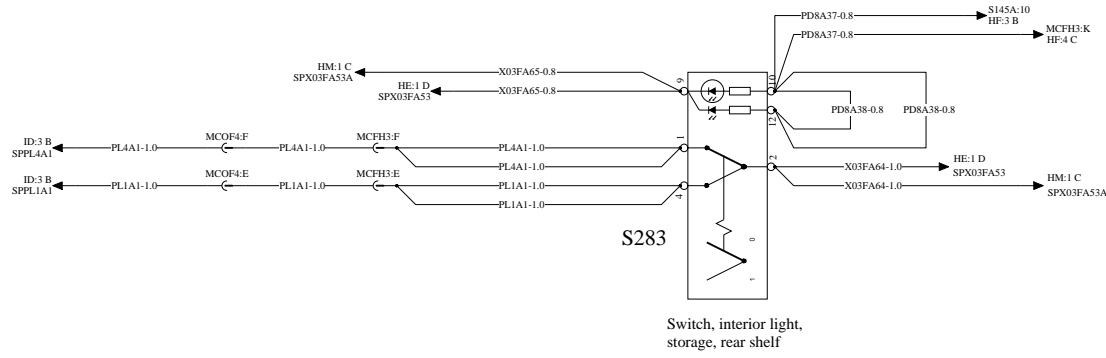 PD8A37-0.8
S145A:10
HF:3 B
PD8A37-0.8
MCFH3:K
HF:4 C
HM:1 C
SPX03FA53A
X03FA65-0.8
9
10
HE:1 D
SPX03FA53
X03FA65-0.8
PD8A38-0.8
PD8A38-0.8
12
ID:3 B
SPPL4A1
PL4A1-1.0
MCOF4:F
PL4A1-1.0
MCFH3:F
PL4A1-1.0
1
PL4A1-1.0
2
X03FA64-1.0
HE:1 D
SPX03FA53
ID:3 B
SPPL1A1
PL1A1-1.0
MCOF4:E
PL1A1-1.0
MCFH3:E
PL1A1-1.0
4
PL1A1-1.0
X03FA64-1.0
HM:1 C
SPX03FA53A
S283
0
1
Switch, interior light,
storage, rear shelf